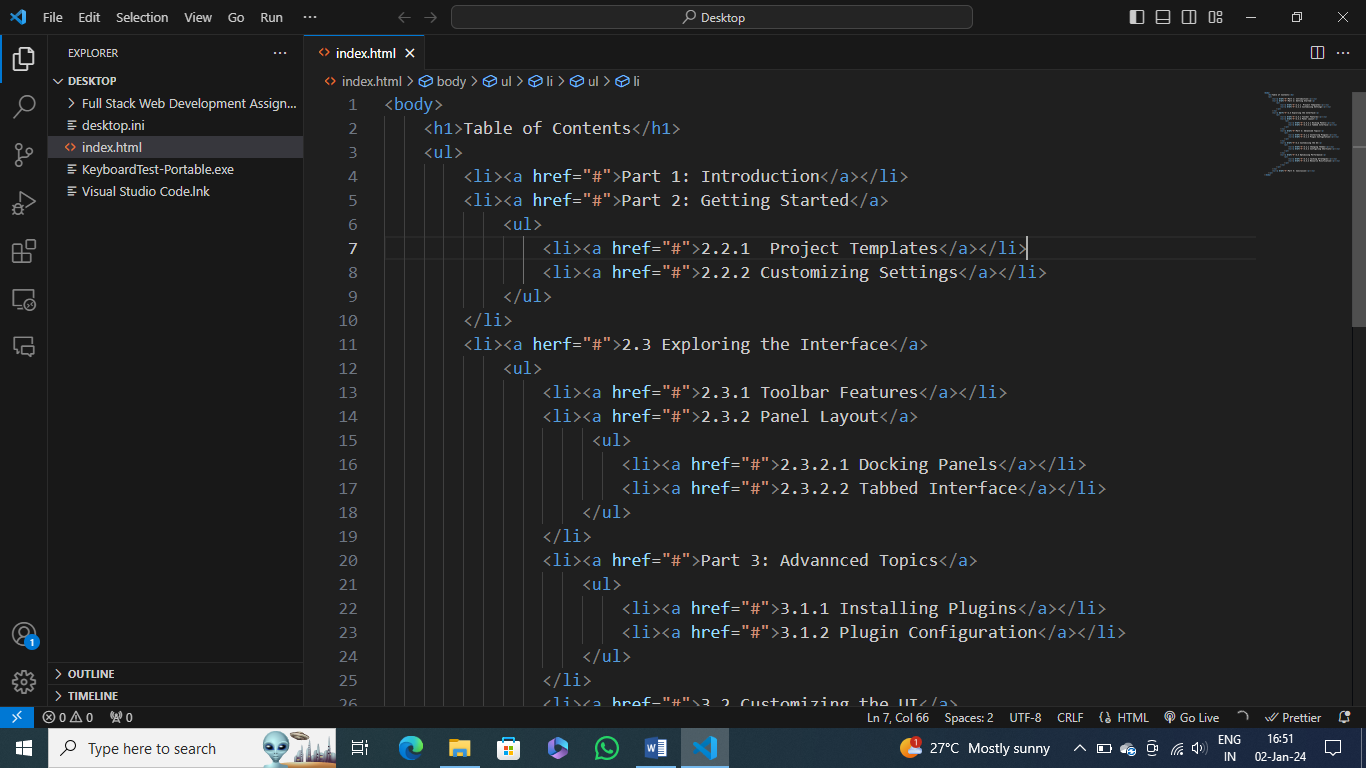 File Edit Selection View Go Run ··· Desktop
EXPLORER ···
DESKTOP
Full Stack Web Development Assign...
desktop.ini
index.html
KeyboardTest-Portable.exe
Visual Studio Code.lnk
OUTLINE
TIMELINE
index.html
index.html > body > ul > li > ul > li
1 <body>
2 <h1>Table of Contents</h1>
3 <ul>
4 <li><a href="#">Part 1: Introduction</a></li>
5 <li><a href="#">Part 2: Getting Started</a>
6 <ul>
7 <li><a href="#">2.2.1  Project Templates</a></li>
8 <li><a href="#">2.2.2 Customizing Settings</a></li>
9 </ul>
10 </li>
11 <li><a herf="#">2.3 Exploring the Interface</a>
12 <ul>
13 <li><a href="#">2.3.1 Toolbar Features</a></li>
14 <li><a href="#">2.3.2 Panel Layout</a>
15 <ul>
16 <li><a href="#">2.3.2.1 Docking Panels</a></li>
17 <li><a href="#">2.3.2.2 Tabbed Interface</a></li>
18 </ul>
19 </li>
20 <li><a href="#">Part 3: Advannced Topics</a>
21 <ul>
22 <li><a href="#">3.1.1 Installing Plugins</a></li>
23 <li><a href="#">3.1.2 Plugin Configuration</a></li>
24 </ul>
25 </li>
26 <li><a href="#">3.2 Customizing the UI</a>
1
0 0 0 Ln 7, Col 66 Spaces: 2 UTF-8 CRLF HTML Go Live Prettier
Type here to search 1 27°C Mostly sunny ENG IN 16:51 02-Jan-24